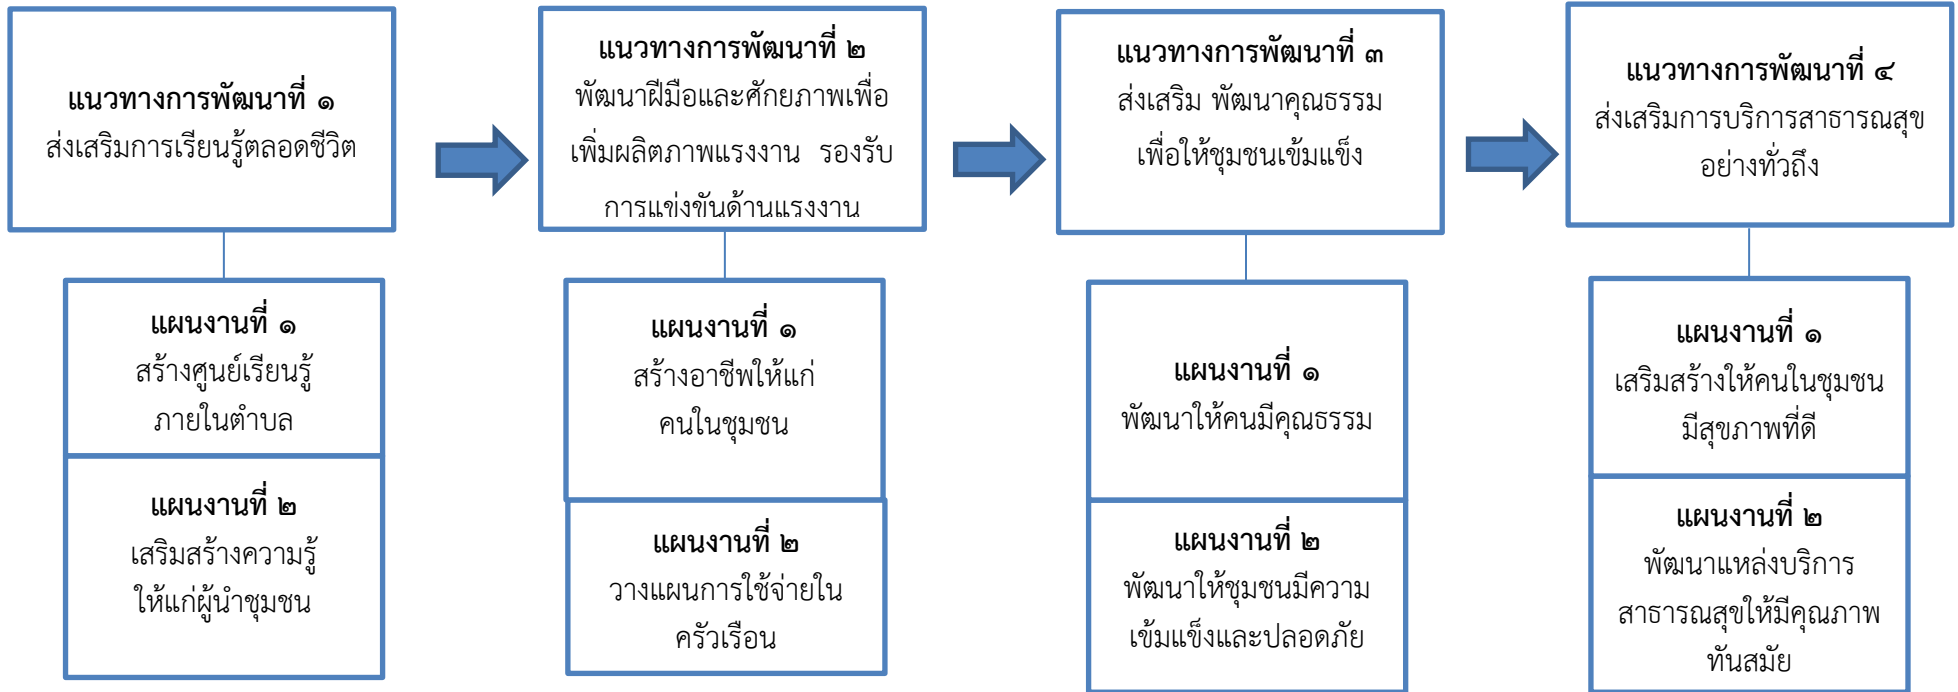 แนวทางการพัฒนาที่ ๑
ส่งเสริมการเรียนรู้ตลอดชีวิต
แนวทางการพัฒนาที่ ๒
พัฒนาฝีมือและศักยภาพเพื่อ
เพิ่มผลิตภาพแรงงาน รองรับ
การแข่งขันด้านแรงงาน
แนวทางการพัฒนาที่ ๓
ส่งเสริม พัฒนาคุณธรรม
เพื่อให้ชุมชนเข้มแข็ง
แนวทางการพัฒนาที่ ๔
ส่งเสริมการบริการสาธารณสุข
อย่างทั่วถึง
แผนงานที่ ๑
สร้างศูนย์เรียนรู้
ภายในตำบล
แผนงานที่ ๒
เสริมสร้างความรู้
ให้แก่ผู้นำชุมชน
แผนงานที่ ๑
สร้างอาชีพให้แก่
คนในชุมชน
แผนงานที่ ๒
วางแผนการใช้จ่ายใน
ครัวเรือน
แผนงานที่ ๑
พัฒนาให้คนมีคุณธรรม
แผนงานที่ ๒
พัฒนาให้ชุมชนมีความ
เข้มแข็งและปลอดภัย
แผนงานที่ ๑
เสริมสร้างให้คนในชุมชน
มีสุขภาพที่ดี
แผนงานที่ ๒
พัฒนาแหล่งบริการ
สาธารณสุขให้มีคุณภาพ
ทันสมัย